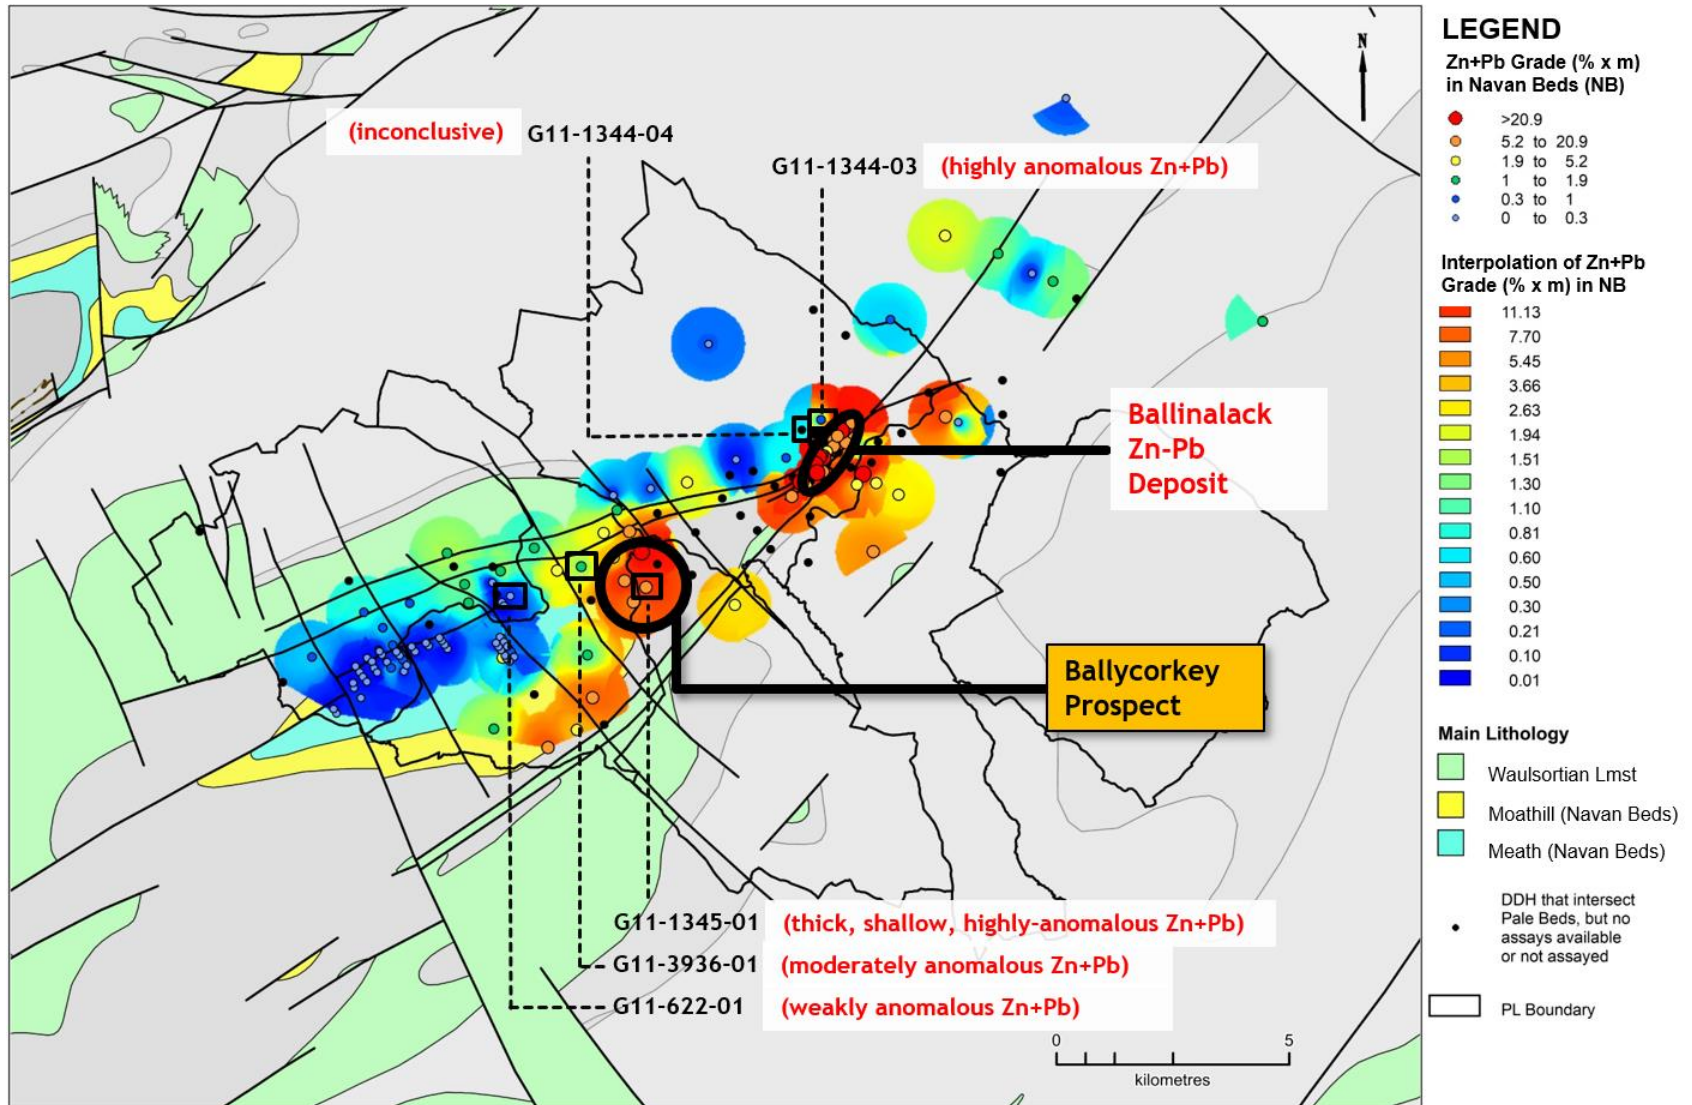 (inconclusive) G11-1344-04
G11-1344-03 (highly anomalous Zn+Pb)
Ballinalack
Zn-Pb
Deposit
Ballycorkey
Prospect
G11-1345-01 (thick, shallow, highly-anomalous Zn+Pb)
G11-3936-01 (moderately anomalous Zn+Pb)
G11-622-01 (weakly anomalous Zn+Pb)
0 5
kilometres
N
LEGEND
Zn+Pb Grade (% x m)
in Navan Beds (NB)
>20.9
5.2 to 20.9
1.9 to 5.2
1 to 1.9
0.3 to 1
0 to 0.3
Interpolation of Zn+Pb
Grade (% x m) in NB
11.13
7.70
5.45
3.66
2.63
1.94
1.51
1.30
1.10
0.81
0.60
0.50
0.30
0.21
0.10
0.01
Main Lithology
Waulsortian Lmst
Moathill (Navan Beds)
Meath (Navan Beds)
DDH that intersect
Pale Beds, but no
assays available
or not assayed
PL Boundary